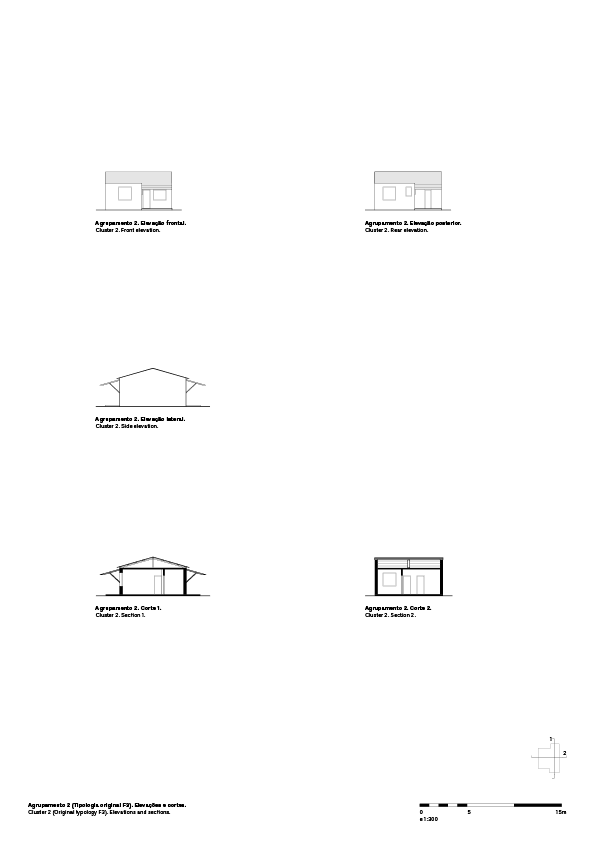 Agrupamento 2. Elevação frontal.
Cluster 2. Front elevation.
Agrupamento 2. Elevação posterior.
Cluster 2. Rear elevation.
Agrupamento 2. Elevação lateral.
Cluster 2. Side elevation.
Agrupamento 2. Corte 1.
Cluster 2. Section 1.
Agrupamento 2. Corte 2.
Cluster 2. Section 2.
1
2
Agrupamento 2 (Tipologia original F3). Elevações e cortes.
Cluster 2 (Original typology F3). Elevations and sections.
0 5 15m
e 1:300